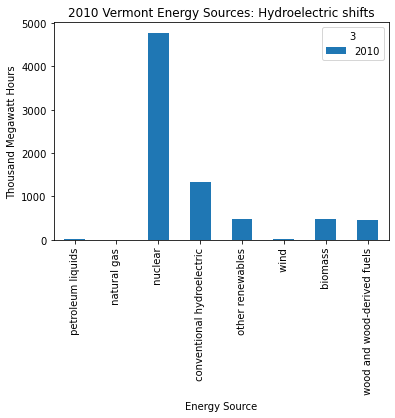 2010 Vermont Energy Sources: Hydroelectric shifts
3
2010
Thousand Megawatt Hours
5000
4000
3000
2000
1000
0
petroleum liquids
natural gas
nuclear
conventional hydroelectric
other renewables
wind
biomass
wood and wood-derived fuels
Energy Source